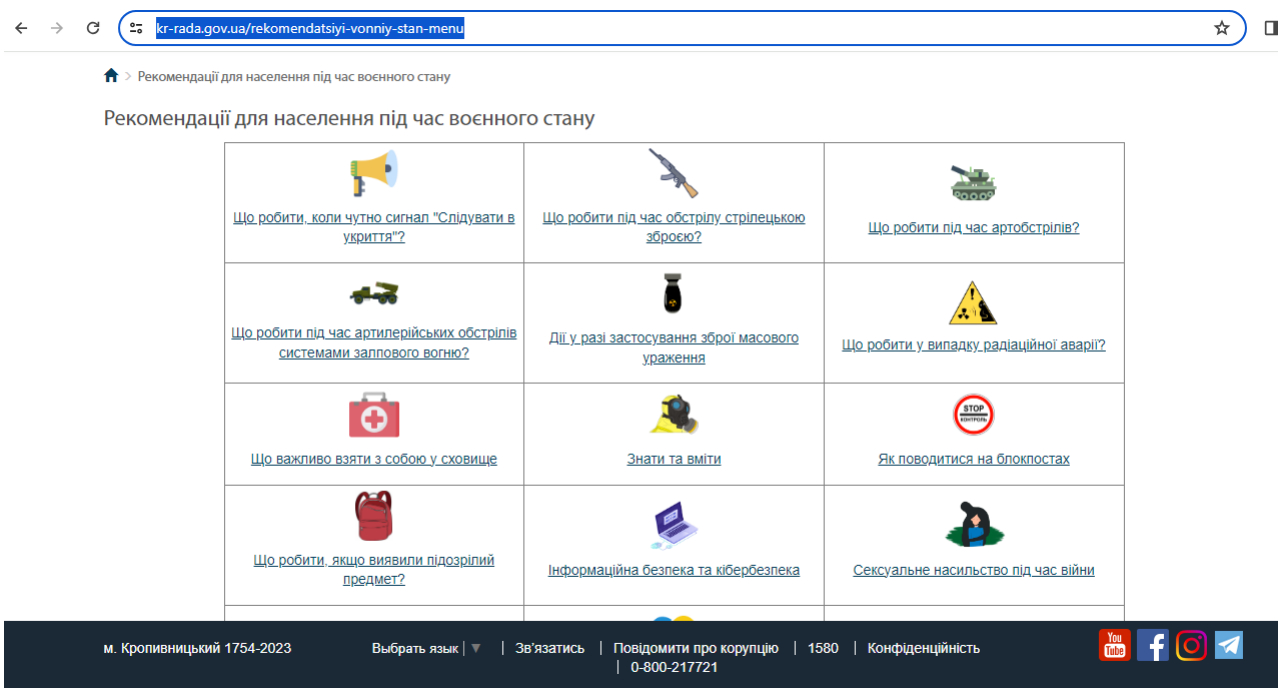 kr-rada.gov.ua/rekomendatsiyi-vonniy-stan-menu
> Рекомендації для населення під час воєнного стану
Рекомендації для населення під час воєнного стану
Що робити, коли чутно сигнал "Слідувати в
укриття"?
Що робити під час обстрілу стрілецькою
зброєю?
Що робити під час артобстрілів?
Що робити під час артилерійських обстрілів
системами залпового вогню?
Дії у разі застосування зброї масового
ураження
Що робити у випадку радіаційної аварії?
STOP
КОНТРОЛЬ
Що важливо взяти з собою у сховище
Знати та вміти
Як поводитися на блокпостах
Що робити, якщо виявили підозрілий
предмет?
Інформаційна безпека та кібербезпека
Сексуальне насильство під час війни
м. Кропивницький 1754-2023
Выбрать язык | ▼ | Зв'язатись | Повідомити про корупцію | 1580 | Конфіденційність
| 0-800-217721
You
Tube